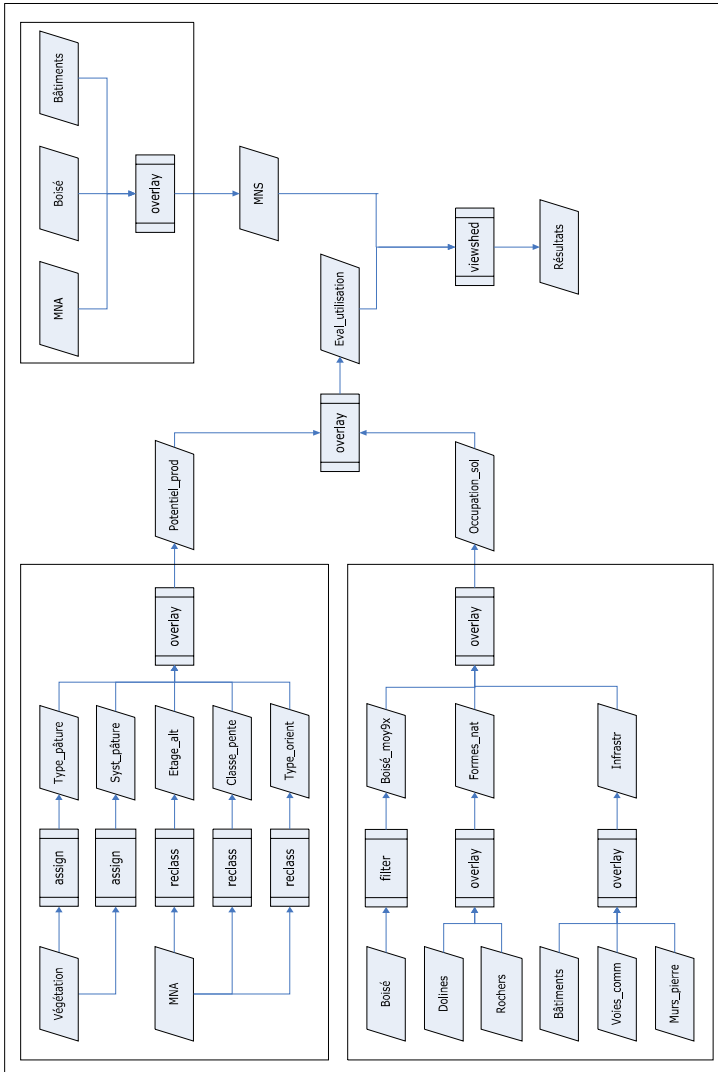 Végétation
assign
Type_pâture
assign
Syst_pâture
MNA
reclass
Etage_alt
reclass
Classe_pente
reclass
Type_orient
overlay
Potentiel_prod
Boisé
filter
Boisé_moy9x
Dolines
Rochers
overlay
Formes_nat
Bâtiments
Voies_comm
Murs_pierre
overlay
Infrastr
overlay
Occupation_sol
overlay
Eval_utilisation
MNA
Boisé
Bâtiments
overlay
MNS
viewshed
Résultats